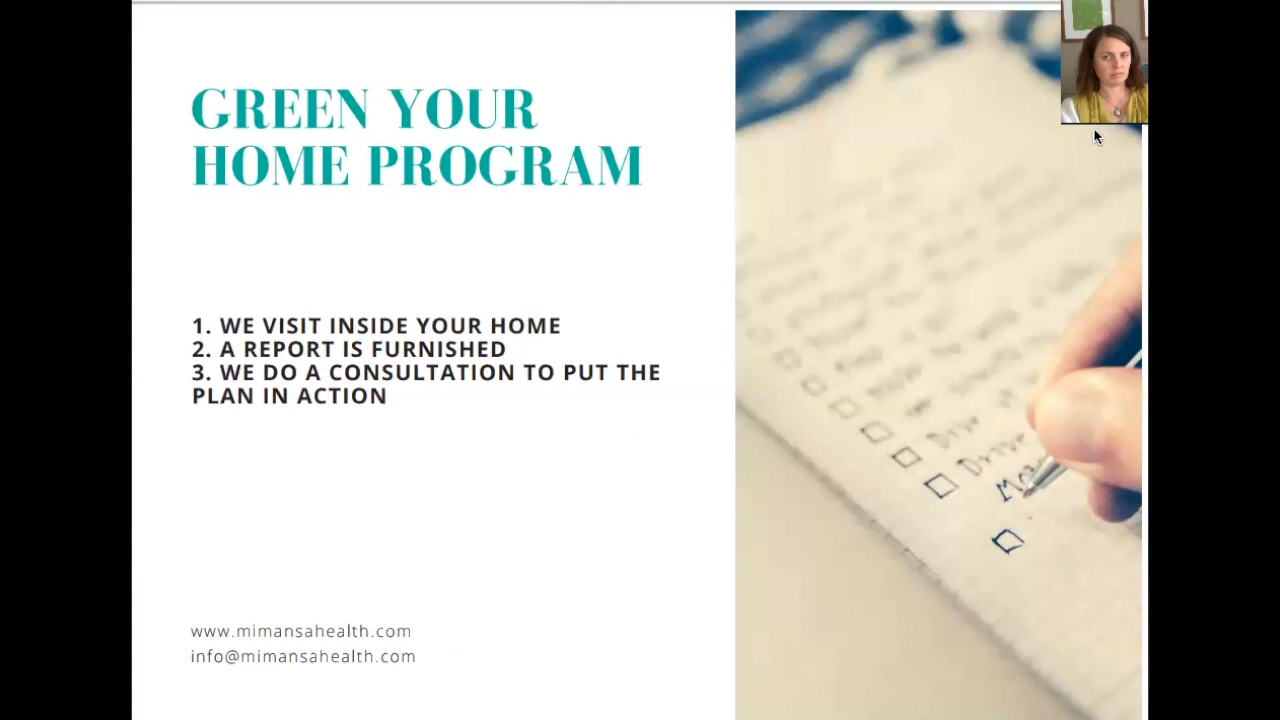 GREEN YOUR
HOME PROGRAM
1. WE VISIT INSIDE YOUR HOME
2. A REPORT IS FURNISHED
3. WE DO A CONSULTATION TO PUT THE
PLAN IN ACTION
www.mimansahealth.com
info@mimansahealth.com
Drive